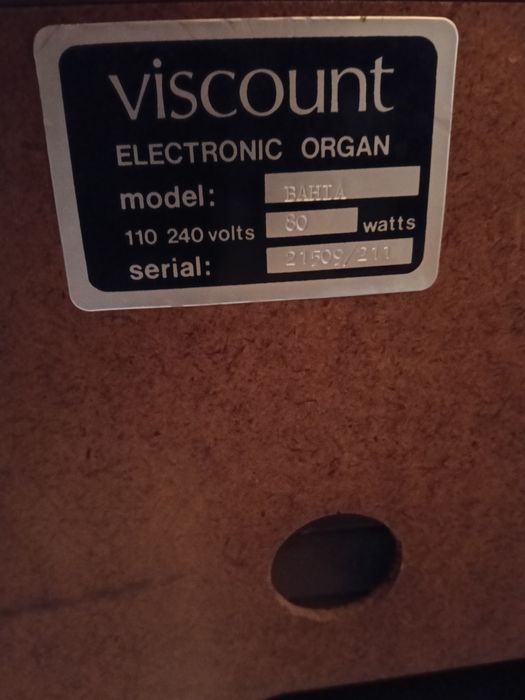 viscount
ELECTRONIC ORGAN
model: BAHIA
110 240 volts 80 watts
serial: 21509/211